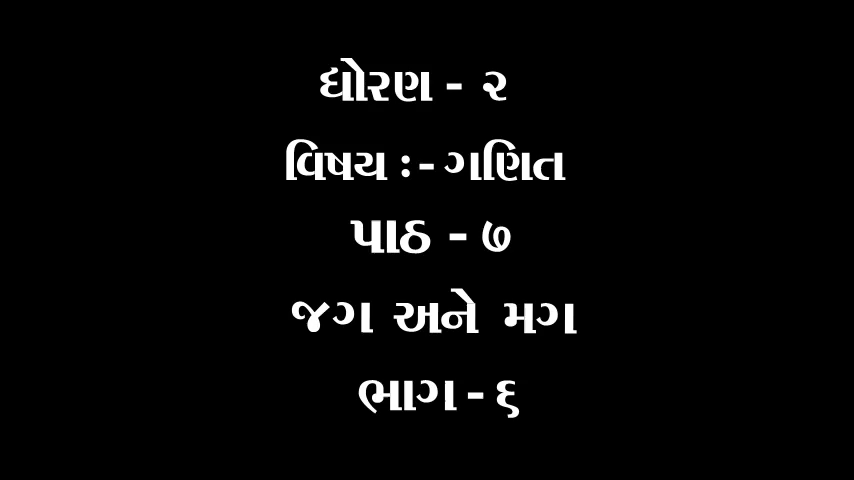 ધોરણ - ૨
વિષય :- ગણિત
પાઠ - ૭
જગ અને મગ
ભાગ - ૬